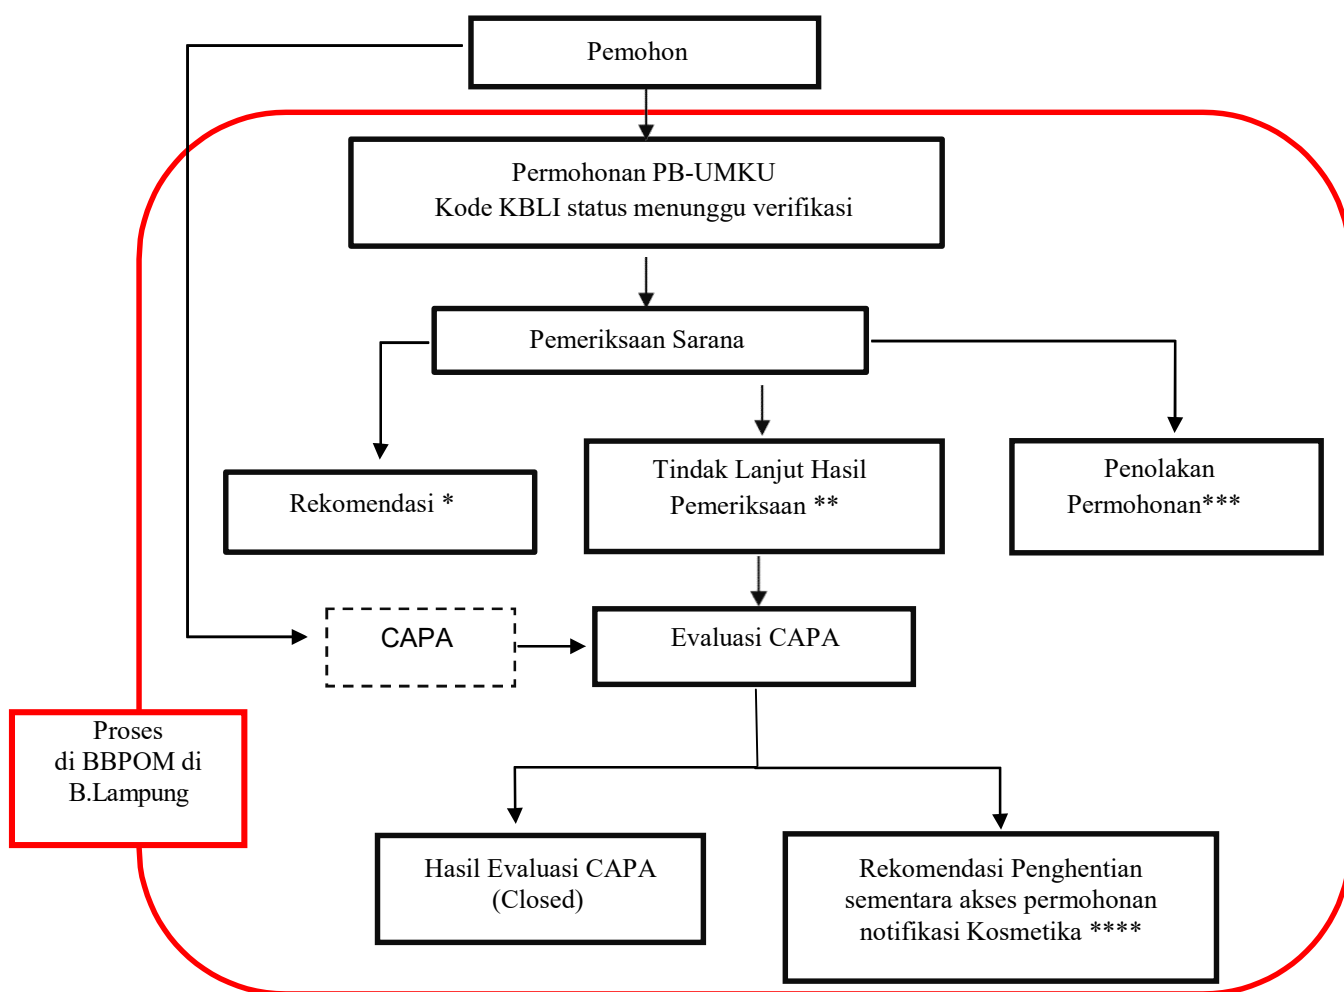 Pemohon
Permohonan PB-UMKU
Kode KBLI status menunggu verifikasi
Pemeriksaan Sarana
Rekomendasi *
Tindak Lanjut Hasil
Pemeriksaan **
Penolakan
Permohonan***
CAPA
Evaluasi CAPA
Proses
di BBPOM di
B.Lampung
Hasil Evaluasi CAPA
(Closed)
Rekomendasi Penghentian
sementara akses permohonan
notifikasi Kosmetika ****